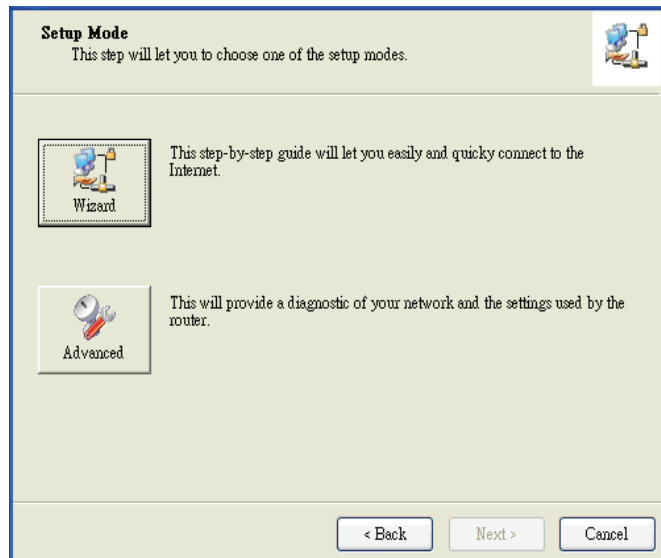 Setup Mode
This step will let you to choose one of the setup modes.
This step-by-step guide will let you easily and quicky connect to the
Internet.
Wizard
This will provide a diagnostic of your network and the settings used by the
router.
Advanced
< Back
Next >
Cancel